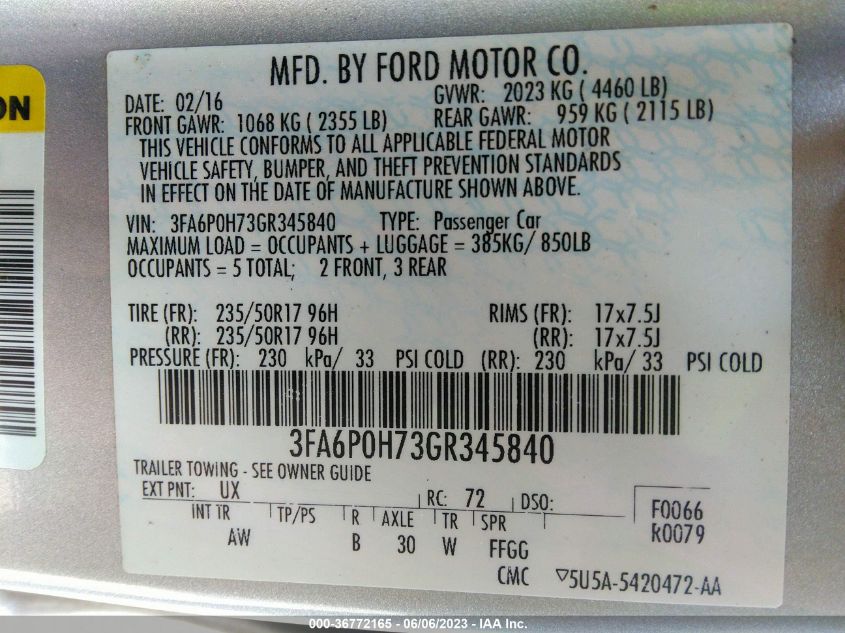 ON
MFD. BY FORD MOTOR CO.
DATE: 02/16 GVWR: 2023 KG ( 4460 LB)
FRONT GAWR: 1068 KG ( 2355 LB) REAR GAWR: 959 KG ( 2115 LB)
THIS VEHICLE CONFORMS TO ALL APPLICABLE FEDERAL MOTOR
VEHICLE SAFETY, BUMPER, AND THEFT PREVENTION STANDARDS
IN EFFECT ON THE DATE OF MANUFACTURE SHOWN ABOVE.
VIN: 3FA6P0H73GR345840 TYPE: Passenger Car
MAXIMUM LOAD = OCCUPANTS + LUGGAGE = 385KG/ 850LB
OCCUPANTS = 5 TOTAL; 2 FRONT, 3 REAR
TIRE (FR): 235/50R17 96H RIMS (FR): 17x7.5J
(RR): 235/50R17 96H (RR): 17x7.5J
PRESSURE (FR): 230 kPa/ 33 PSI COLD (RR): 230 kPa/ 33 PSI COLD
3FA6P0H73GR345840
TRAILER TOWING - SEE OWNER GUIDE
EXT PNT: UX RC: 72 DSO: F0066
INT TR TP/PS R AXLE TR SPR R0079
AW B 30 W FFGG
CMC ▽5U5A-5420472-AA
000-36772165 - 06/06/2023 - IAA Inc.